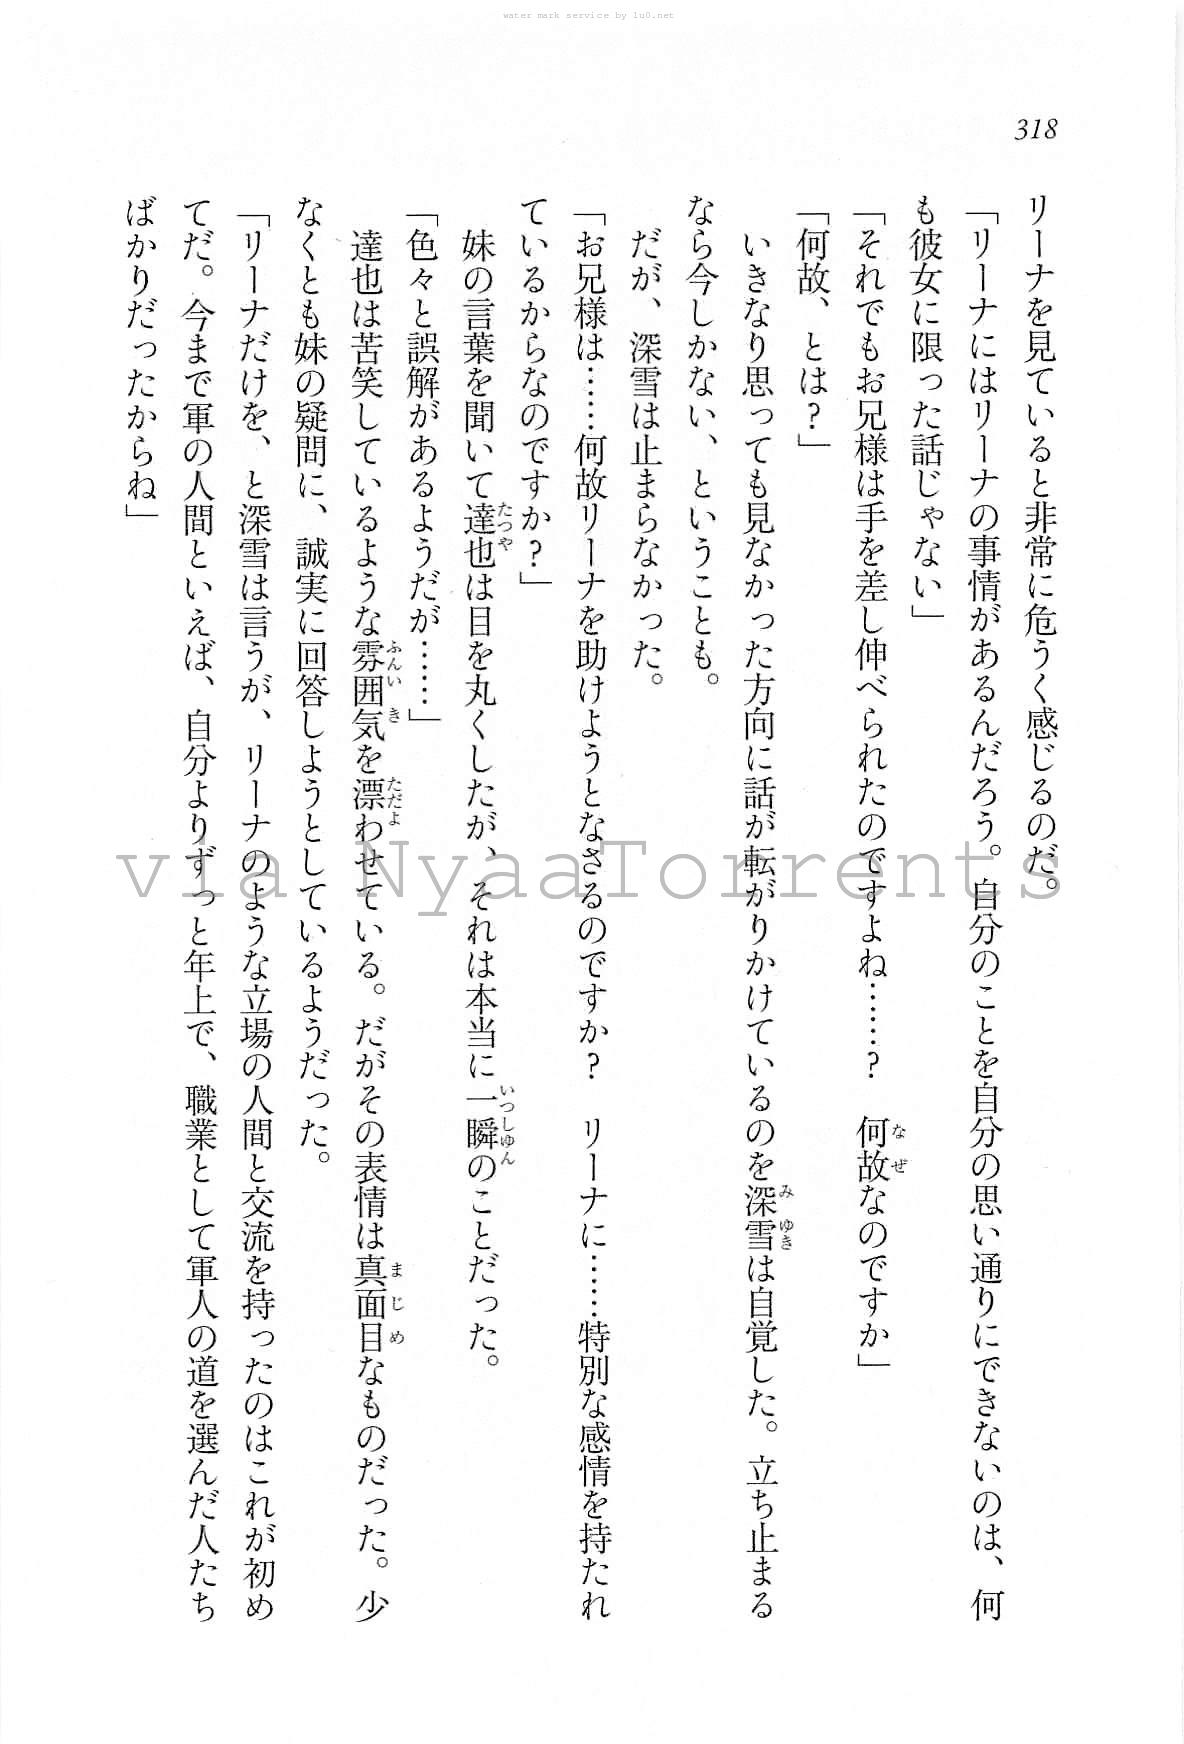 water mark service by lu0.net
318
リーナを見ていると非常に危うく感じるのだ。
「リーナにはリーナの事情があるんだろう。自分のことを自分の思い通りにできないのは、何
も彼女に限った話じゃない」
「それでもお兄様は手を差し伸べられたのですよね……？　何故なのですか」
「何故、とは？」
いきなり思っても見なかった方向に話が転がりかけているのを深雪は自覚した。立ち止まる
なら今しかない、ということも。
だが、深雪は止まらなかった。
「お兄様は……何故リーナを助けようとなさるのですか？　リーナに……特別な感情を持たれ
ているからなのですか？」
妹の言葉を聞いて達也は目を丸くしたが、それは本当に一瞬のことだった。
「色々と誤解があるようだが……」
達也は苦笑しているような雰囲気を漂わせている。だがその表情は真面目なものだった。少
なくとも妹の疑問に、誠実に回答しようとしているようだった。
「リーナだけを、と深雪は言うが、リーナのような立場の人間と交流を持ったのはこれが初め
てだ。今まで軍の人間といえば、自分よりずっと年上で、職業として軍人の道を選んだ人たち
ばかりだったからね」
via NyaaTorrents